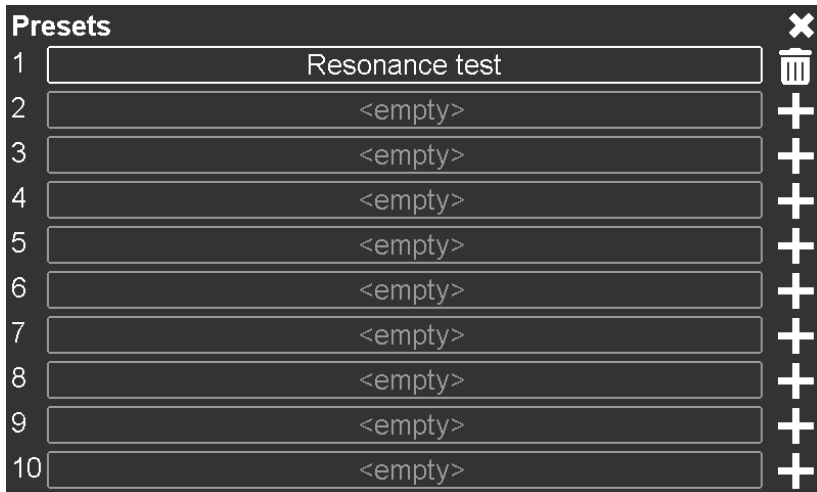 Presets
1 Resonance test
2 <empty>
3 <empty>
4 <empty>
5 <empty>
6 <empty>
7 <empty>
8 <empty>
9 <empty>
10 <empty>